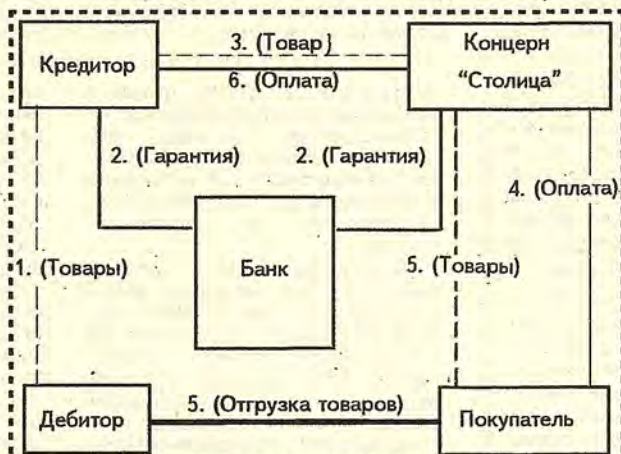 Кредитор
3. (Товар)
6. (Оплата)
Концерн
“Столица”
2. (Гарантия)
2. (Гарантия)
4. (Оплата)
1. (Товары)
Банк
5. (Товары)
Дебитор
5. (Отгрузка товаров)
Покупатель